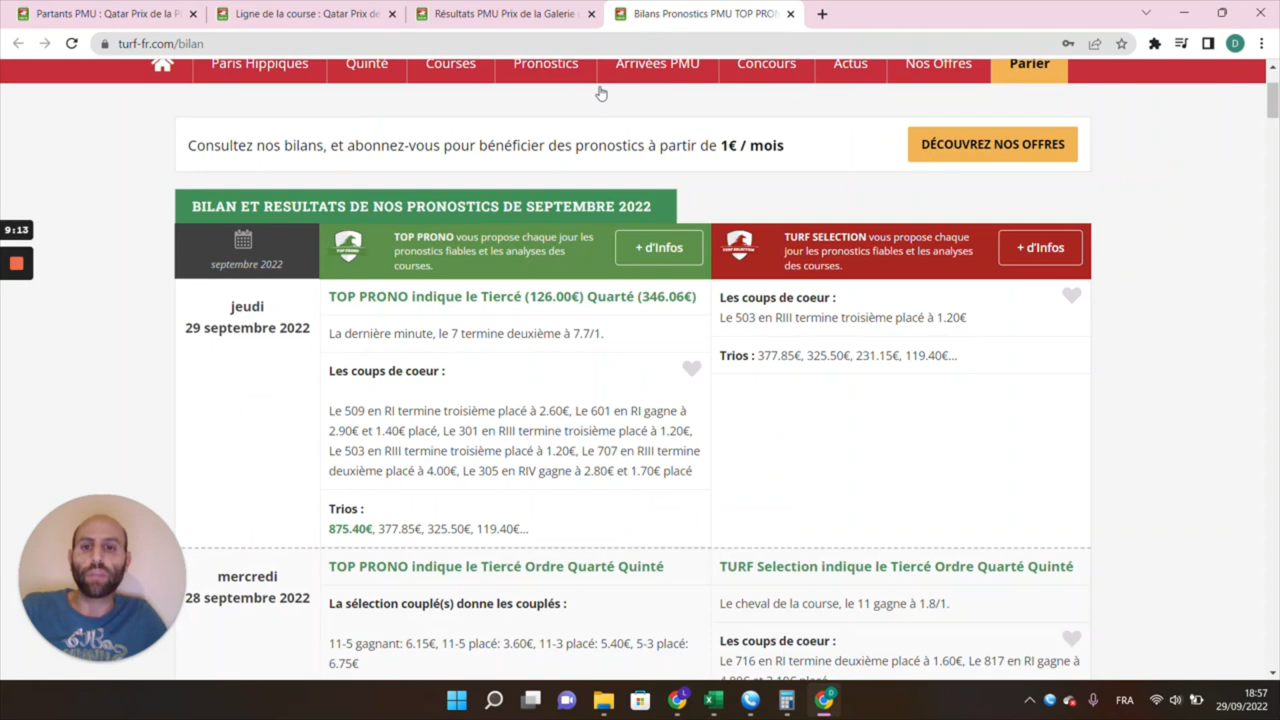 Partants PMU : Qatar Prix de la P
Ligne de la course : Qatar Prix de
Résultats PMU Prix de la Galerie
Bilans Pronostics PMU TOP PRON
turf-fr.com/bilan
Paris Hippiques
Quinté
Courses
Pronostics
Arrivées PMU
Concours
Actus
Nos Offres
Parier
Consultez nos bilans, et abonnez-vous pour bénéficier des pronostics à partir de 1€ / mois
DÉCOUVREZ NOS OFFRES
BILAN ET RESULTATS DE NOS PRONOSTICS DE SEPTEMBRE 2022
9:13
septembre 2022
TOP PRONO
TOP PRONO vous propose chaque jour les
pronostics fiables et les analyses des
courses.
+ d'Infos
TURF SELECTION vous propose chaque
jour les pronostics fiables et les analyses
des courses.
+ d'Infos
jeudi
29 septembre 2022
TOP PRONO indique le Tiercé (126.00€) Quarté (346.06€)
La dernière minute, le 7 termine deuxième à 7.7/1.
Les coups de coeur :
Le 509 en RI termine troisième placé à 2.60€, Le 601 en RI gagne à
2.90€ et 1.40€ placé, Le 301 en RIII termine troisième placé à 1.20€,
Le 503 en RIII termine troisième placé à 1.20€, Le 707 en RIII termine
deuxième placé à 4.00€, Le 305 en RIV gagne à 2.80€ et 1.70€ placé
Trios :
875.40€, 377.85€, 325.50€, 119.40€...
Les coups de coeur :
Le 503 en RIII termine troisième placé à 1.20€
Trios : 377.85€, 325.50€, 231.15€, 119.40€...
mercredi
28 septembre 2022
TOP PRONO indique le Tiercé Ordre Quarté Quinté
La sélection couplé(s) donne les couplés :
11-5 gagnant: 6.15€, 11-5 placé: 3.60€, 11-3 placé: 5.40€, 5-3 placé:
6.75€
TURF Selection indique le Tiercé Ordre Quarté Quinté
Le cheval de la course, le 11 gagne à 1.8/1.
Les coups de coeur :
Le 716 en RI termine deuxième placé à 1.60€, Le 817 en RI gagne à
FRA
18:57
29/09/2022